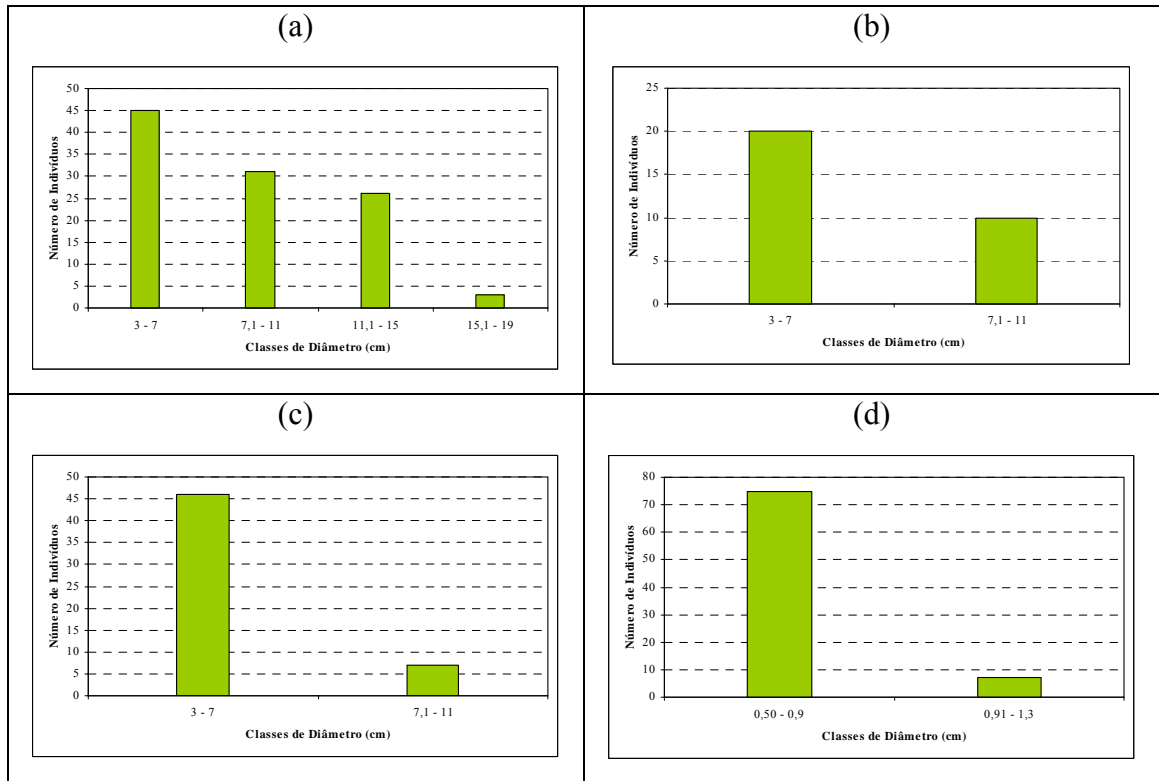 (a)
Número de Indivíduos
50
45
40
35
30
25
20
15
10
5
0
3 - 7
7,1 - 11
11,1 - 15
15,1 - 19
Classes de Diâmetro (cm)
(b)
Número de Indivíduos
25
20
15
10
5
0
3 - 7
7,1 - 11
Classes de Diâmetro (cm)
(c)
Número de Indivíduos
50
45
40
35
30
25
20
15
10
5
0
3 - 7
7,1 - 11
Classes de Diâmetro (cm)
(d)
Número de Indivíduos
80
70
60
50
40
30
20
10
0
0,50 - 0,9
0,91 - 1,3
Classes de Diâmetro (cm)